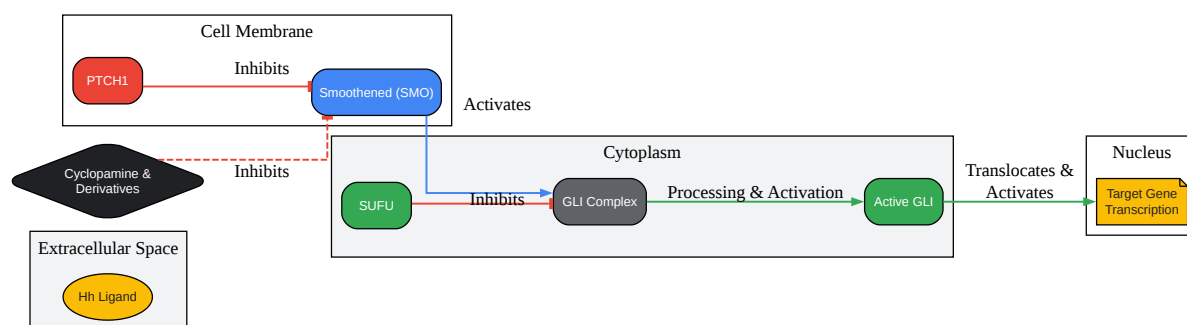 Cell Membrane
PTCH1
Inhibits
Smoothened (SMO)
Activates
Cyclopamine &
Derivatives
Inhibits
Cytoplasm
SUFU
Inhibits
GLI Complex
Processing & Activation
Active GLI
Translocates &
Activates
Nucleus
Target Gene
Transcription
Extracellular Space
Hh Ligand